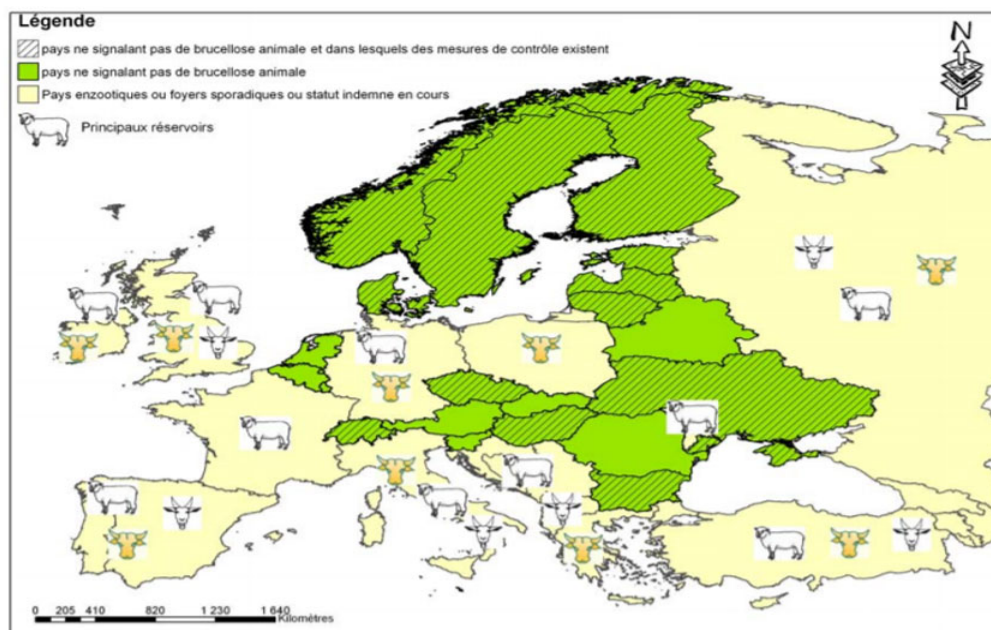 Légende
pays ne signalant pas de brucellose animale et dans lesquels des mesures de contrôle existent
pays ne signalant pas de brucellose animale
Pays enzootiques ou foyers sporadiques ou statut indemne en cours
Principaux réservoirs
N
0 205 410 820 1 230 1 640
Kilomètres